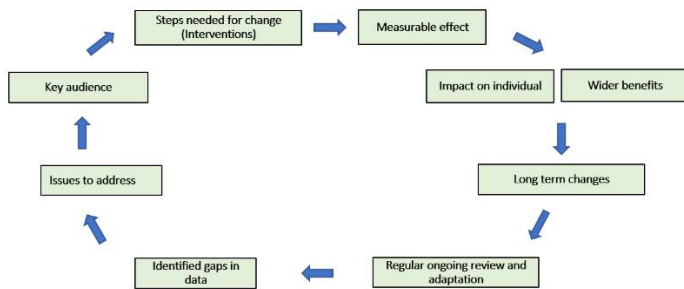 Steps needed for change
(Interventions)
Measurable effect
Key audience
Impact on individual
Wider benefits
Issues to address
Long term changes
Identified gaps in
data
Regular ongoing review and
adaptation